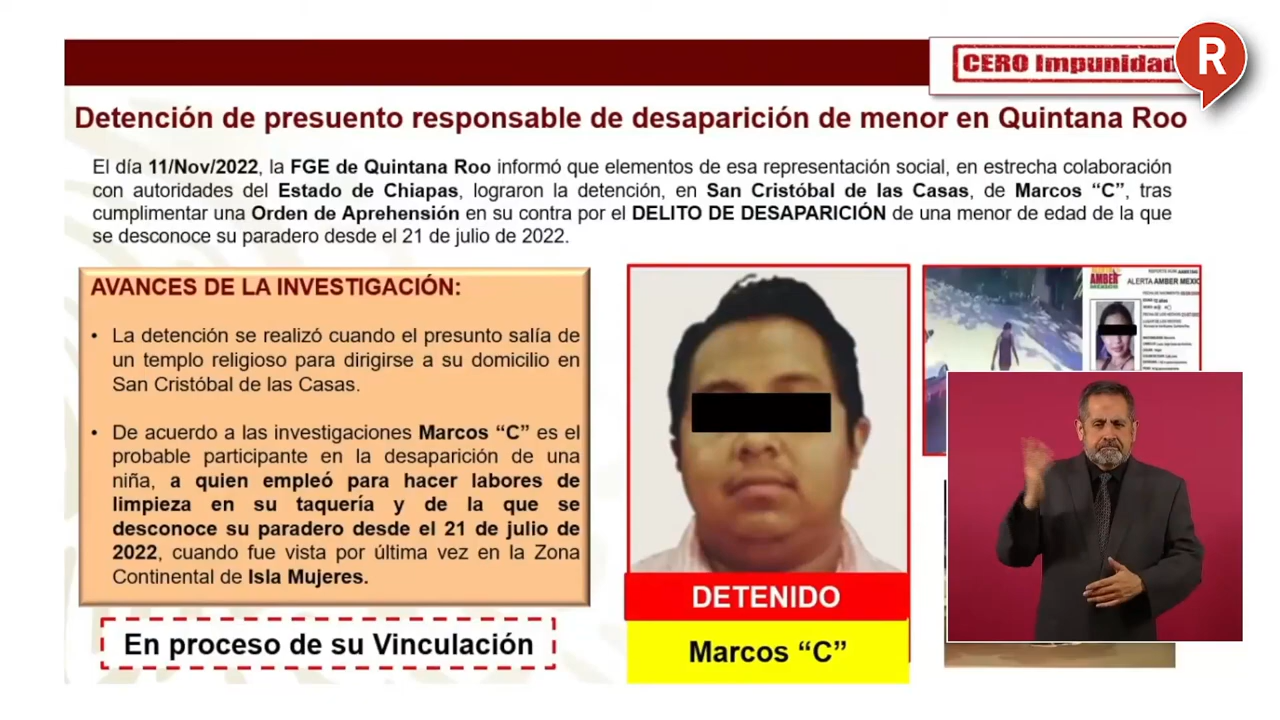 CERO Impunidad
R
Detención de presuento responsable de desaparición de menor en Quintana Roo
El día 11/Nov/2022, la FGE de Quintana Roo informó que elementos de esa representación social, en estrecha colaboración
con autoridades del Estado de Chiapas, lograron la detención, en San Cristóbal de las Casas, de Marcos “C”, tras
cumplimentar una Orden de Aprehensión en su contra por el DELITO DE DESAPARICIÓN de una menor de edad de la que
se desconoce su paradero desde el 21 de julio de 2022.
AVANCES DE LA INVESTIGACIÓN:
• La detención se realizó cuando el presunto salía de
un templo religioso para dirigirse a su domicilio en
San Cristóbal de las Casas.
• De acuerdo a las investigaciones Marcos “C” es el
probable participante en la desaparición de una
niña, a quien empleó para hacer labores de
limpieza en su taquería y de la que se
desconoce su paradero desde el 21 de julio de
2022, cuando fue vista por última vez en la Zona
Continental de Isla Mujeres.
En proceso de su Vinculación
DETENIDO
Marcos “C”
AMBER
ALERTA AMBER MEXIC